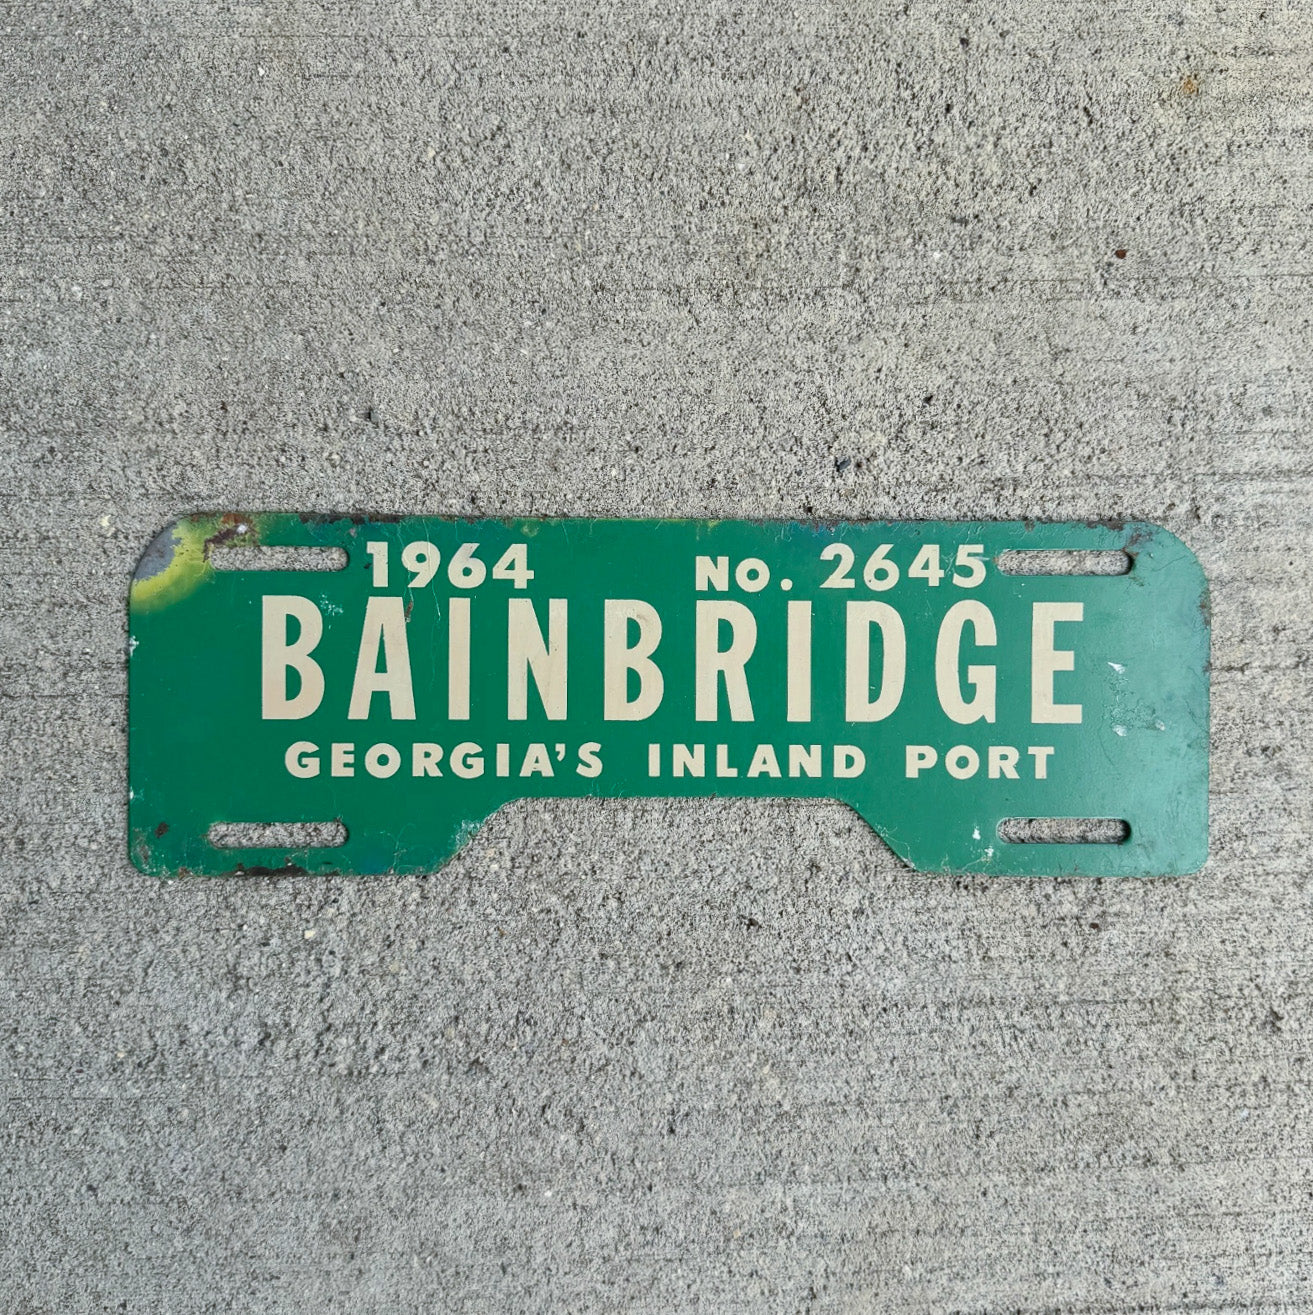 1964 No. 2645
BAINBRIDGE
GEORGIA'S INLAND PORT